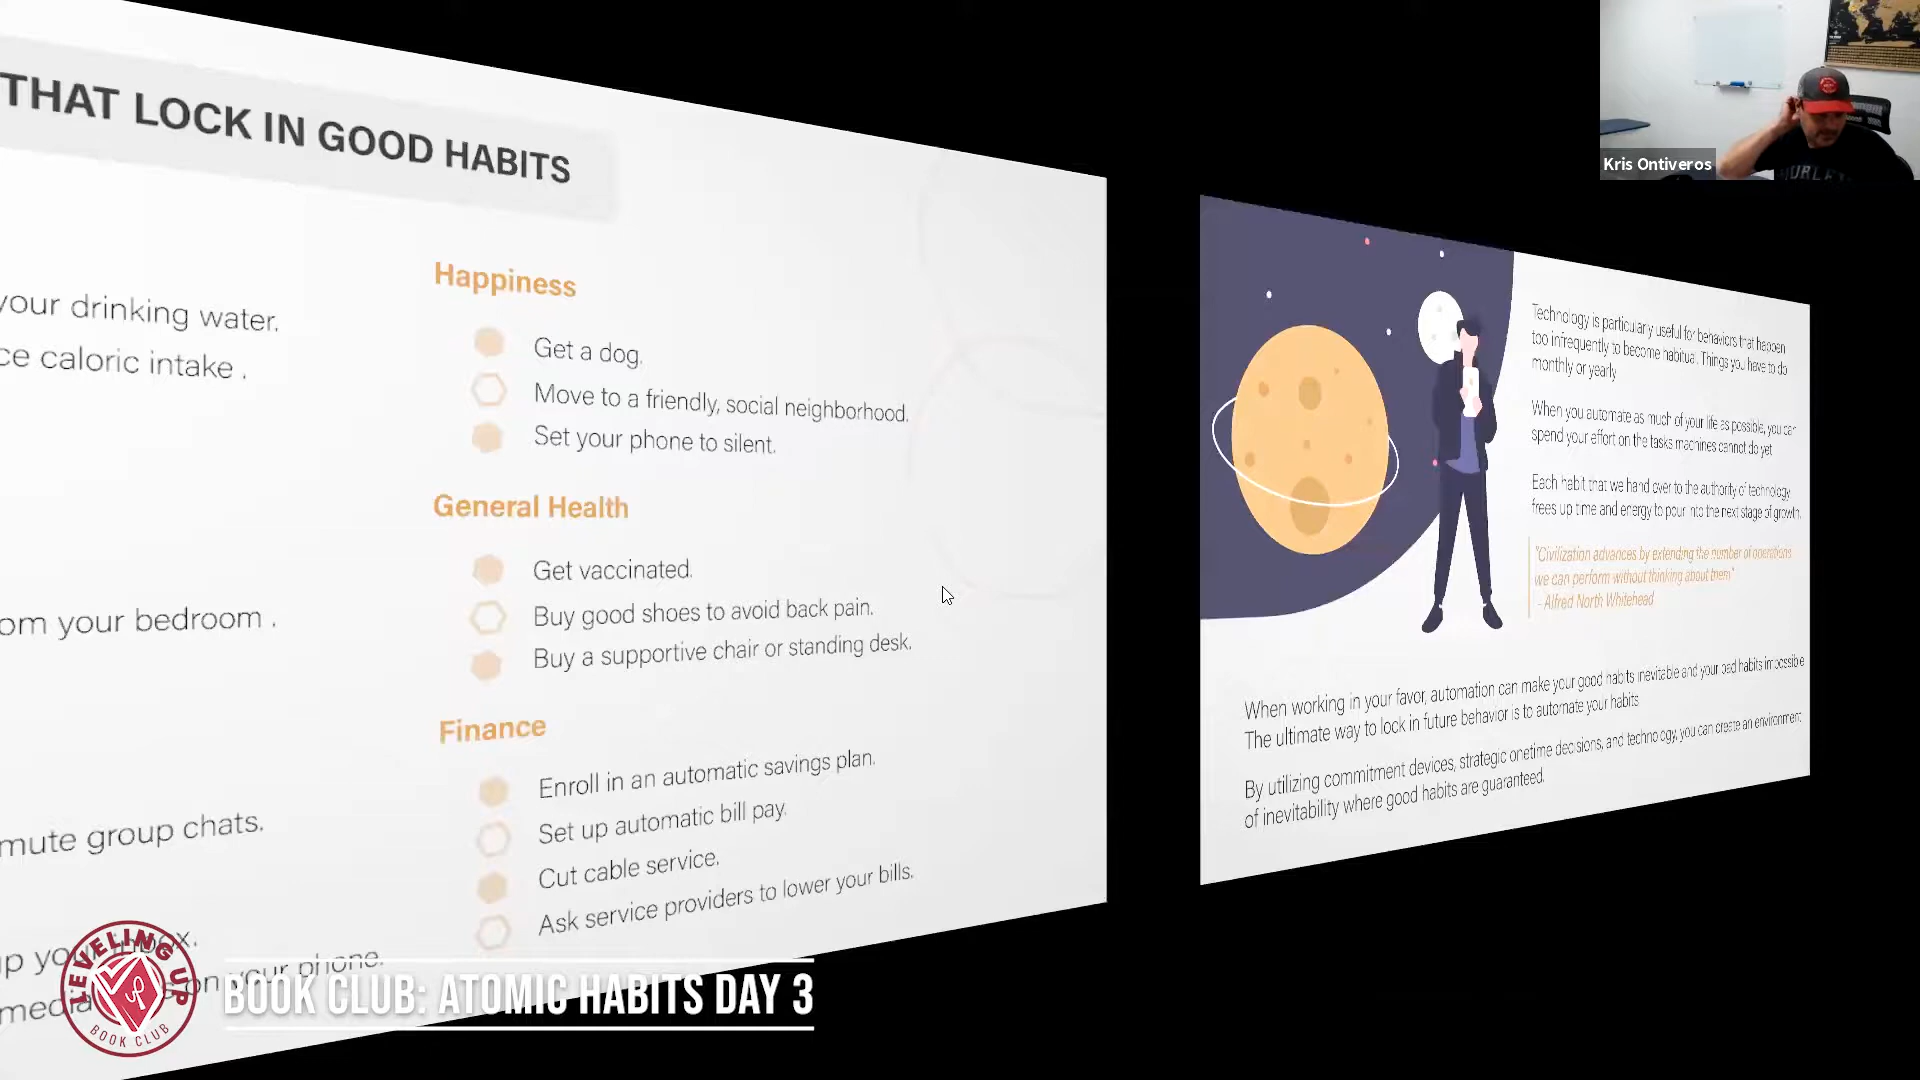 THAT LOCK IN GOOD HABITS
your drinking water.
ce caloric intake .
om your bedroom .
mute group chats.
up your inbox.
media on your phone.
Happiness
Get a dog.
Move to a friendly, social neighborhood.
Set your phone to silent.
General Health
Get vaccinated.
Buy good shoes to avoid back pain.
Buy a supportive chair or standing desk.
Finance
Enroll in an automatic savings plan.
Set up automatic bill pay.
Cut cable service.
Ask service providers to lower your bills.
Technology is particularly useful for behaviors that happen
too infrequently to become habitual. Things you have to do
monthly or yearly
When you automate as much of your life as possible, you can
spend your effort on the tasks machines cannot do yet
Each habit that we hand over to the authority of technology
frees up time and energy to pour into the next stage of growth.
"Civilization advances by extending the number of operations
we can perform without thinking about them"
- Alfred North Whitehead
When working in your favor, automation can make your good habits inevitable and your bad habits impossible
The ultimate way to lock in future behavior is to automate your habits
By utilizing commitment devices, strategic onetime decisions, and technology, you can create an environment
of inevitability where good habits are guaranteed.
Kris Ontiveros
LEVELING UP
BOOK CLUB
BOOK CLUB: ATOMIC HABITS DAY 3